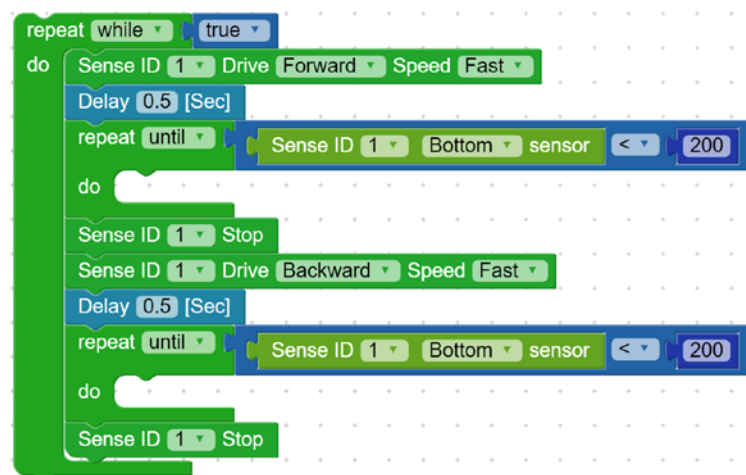 repeat while true
do Sense ID 1 Drive Forward Speed Fast
Delay 0.5 [Sec]
repeat until Sense ID 1 Bottom sensor < 200
do
Sense ID 1 Stop
Sense ID 1 Drive Backward Speed Fast
Delay 0.5 [Sec]
repeat until Sense ID 1 Bottom sensor < 200
do
Sense ID 1 Stop